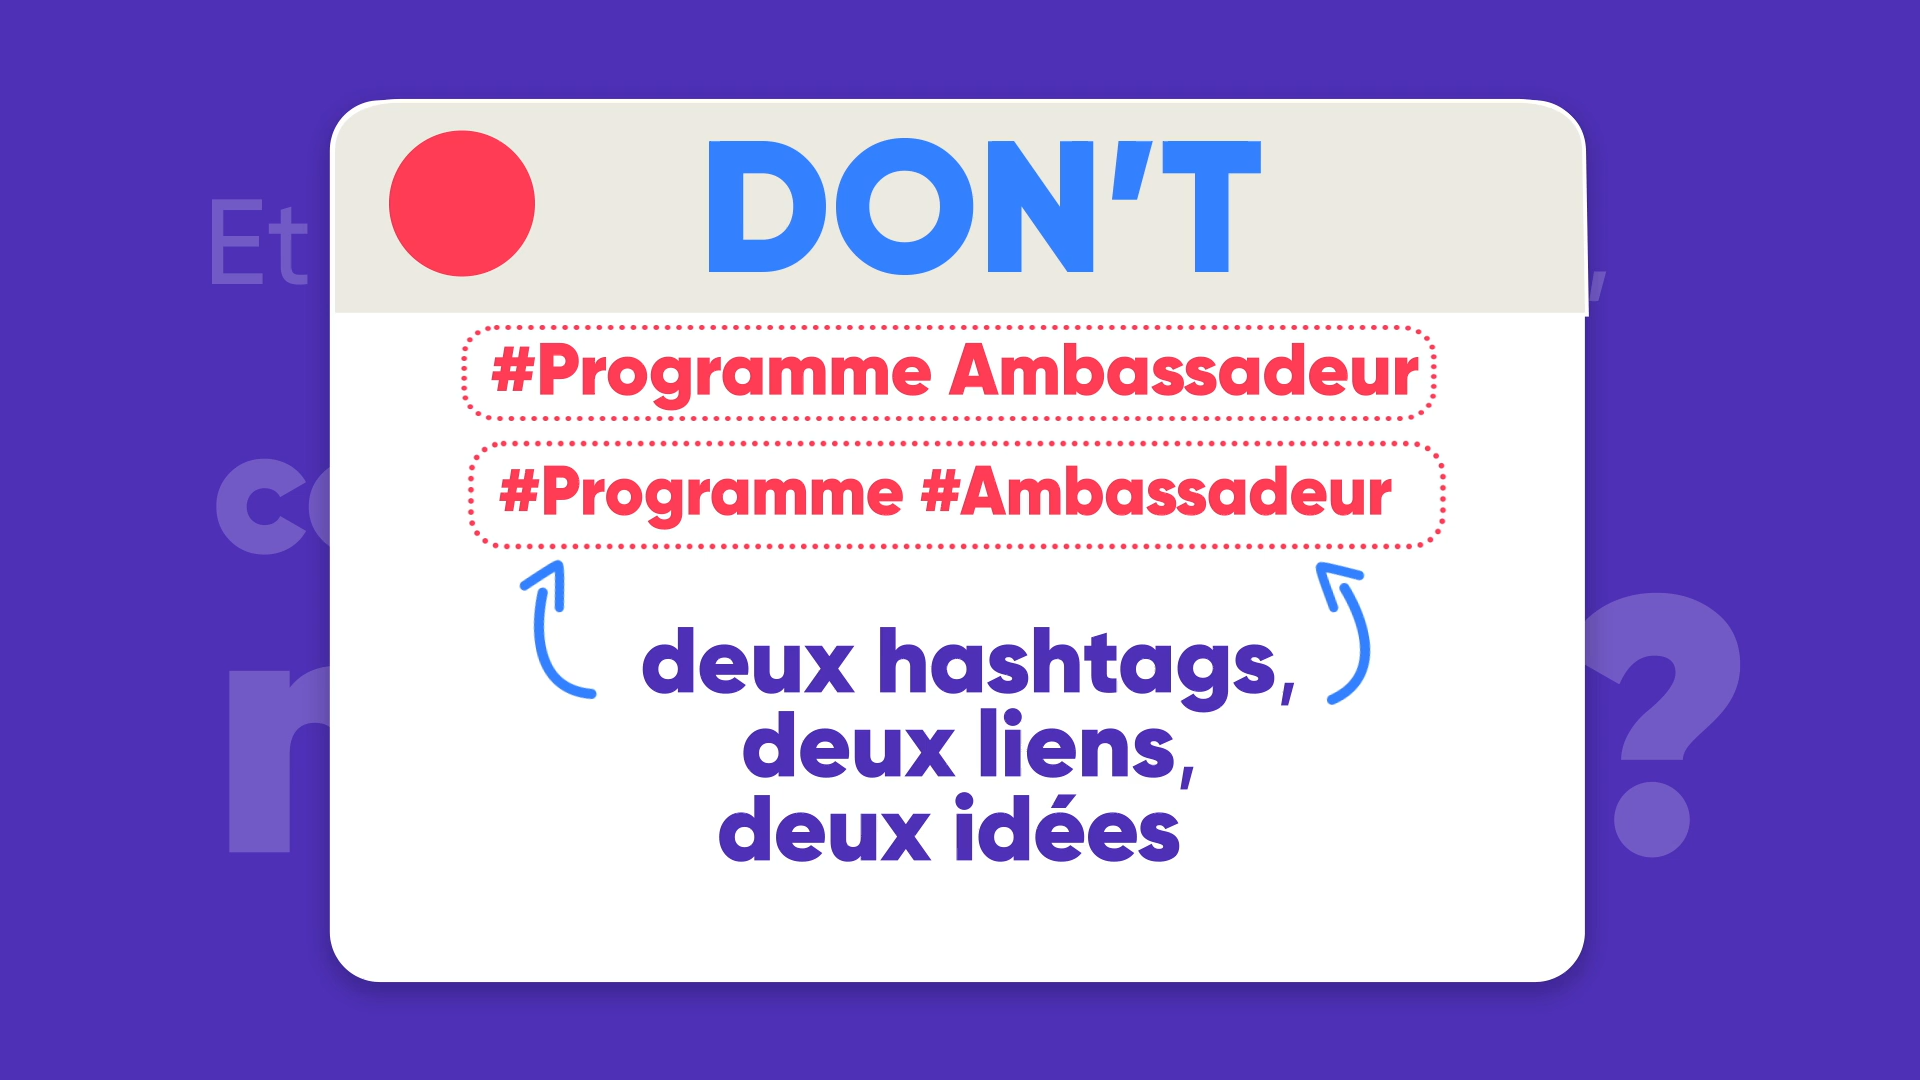 DON'T
Et
#Programme Ambassadeur
#Programme #Ambassadeur
deux hashtags,
deux liens,
deux idées
?